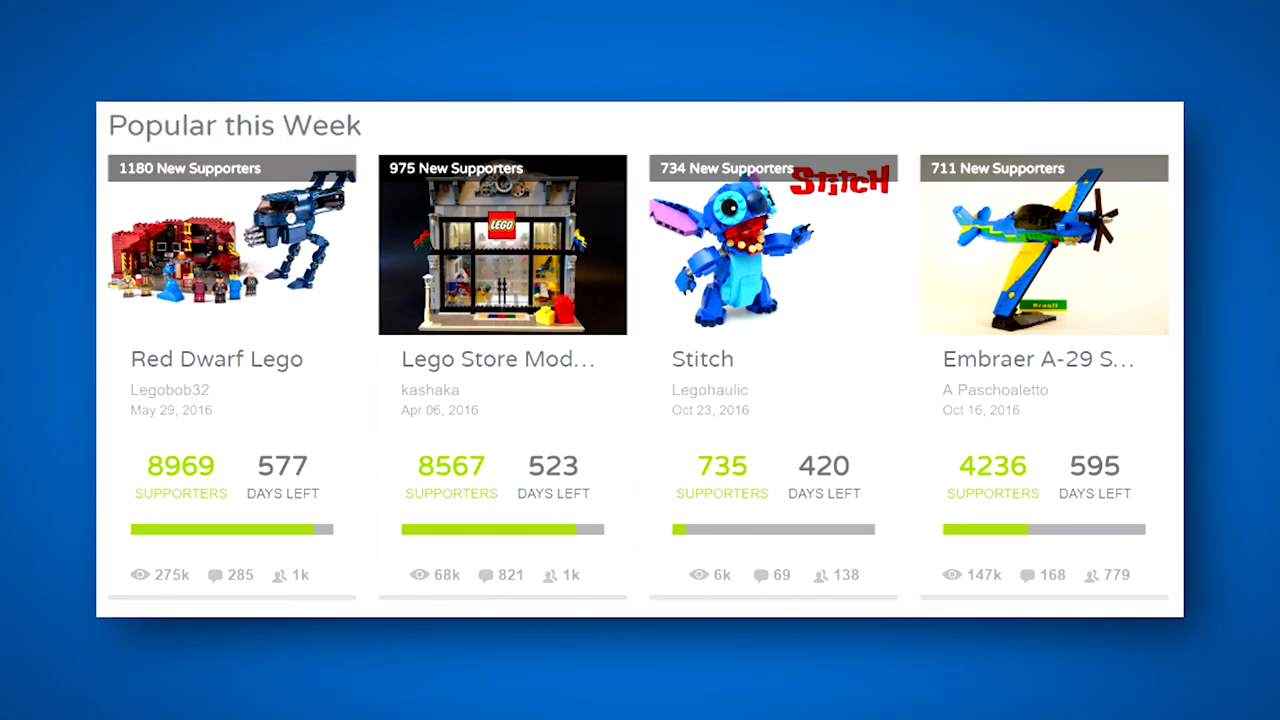 Popular this Week
1180 New Supporters
Red Dwarf Lego
Legobob32
May 29, 2016
8969 577
SUPPORTERS DAYS LEFT
275k 285 1k
975 New Supporters
LEGO
Lego Store Mod...
kashaka
Apr 06, 2016
8567 523
SUPPORTERS DAYS LEFT
68k 821 1k
734 New Supporters
STITCH
Stitch
Legohaulic
Oct 23, 2016
735 420
SUPPORTERS DAYS LEFT
6k 69 138
711 New Supporters
Brasil
Embraer A-29 S...
A Paschoaletto
Oct 16, 2016
4236 595
SUPPORTERS DAYS LEFT
147k 168 779